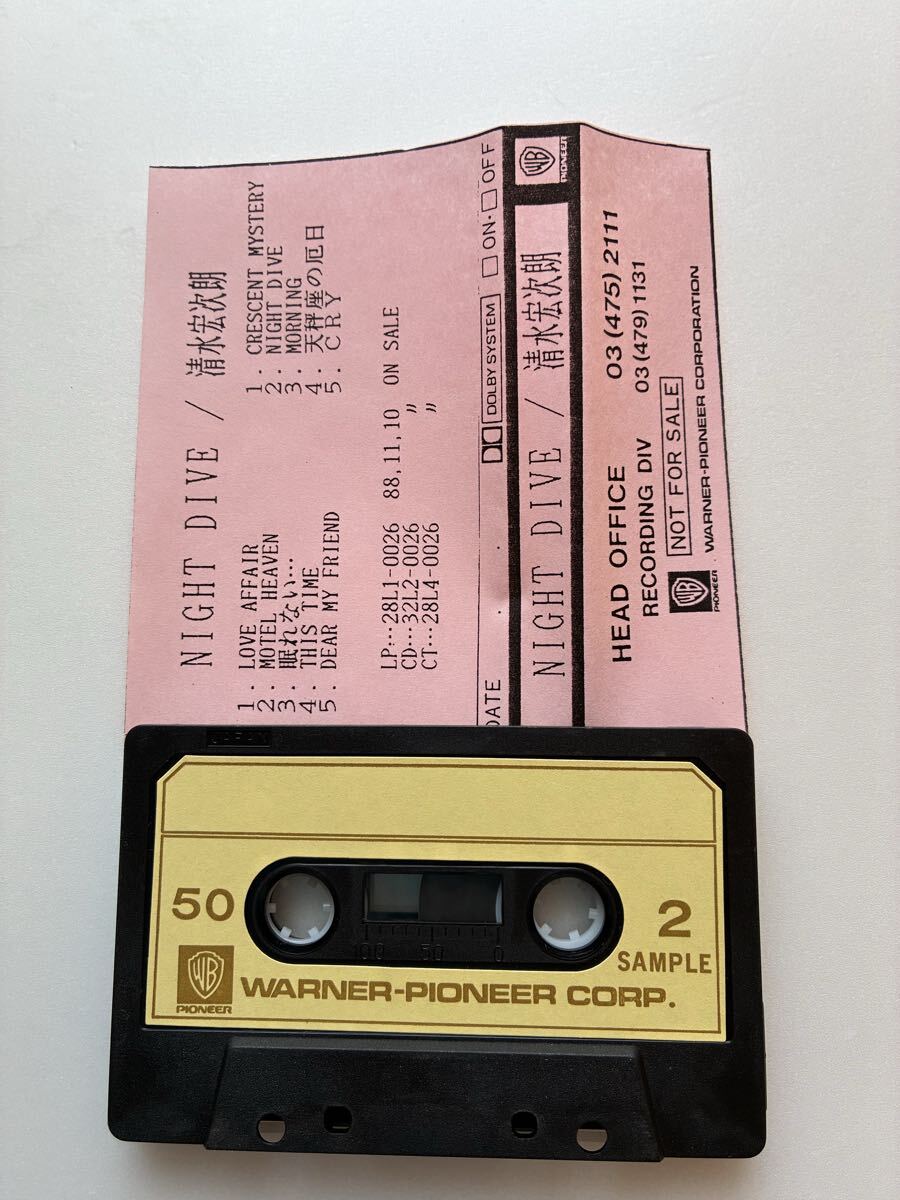 NIGHT DIVE / 清水宏次朗
1. LOVE AFFAIR
2. MOTEL HEAVEN
3. 眠れない…
4. THIS TIME
5. DEAR MY FRIEND
1. CRESCENT MYSTERY
2. NIGHT DIVE
3. MORNING
4. 天秤座の厄日
5. CRY
LP…28L1-0026 88.11.10 ON SALE
CD…32L2-0026 〃
CT…28L4-0026 〃
DATE DOLBY SYSTEM □ ON・□ OFF
NIGHT DIVE / 清水宏次朗
WB PIONEER
HEAD OFFICE 03(475)2111
RECORDING DIV 03(479)1131
NOT FOR SALE
WB PIONEER WARNER-PIONEER CORPORATION
JAPAN
50
2
100 50 0
SAMPLE
WB PIONEER
WARNER-PIONEER CORP.